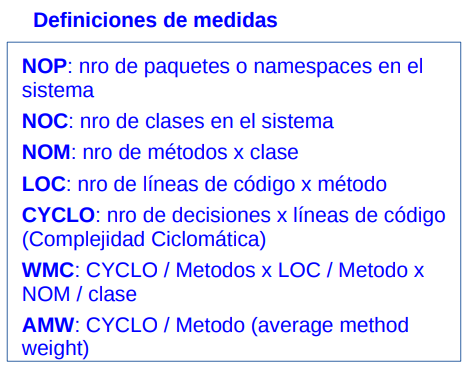 Definiciones de medidas
NOP: nro de paquetes o namespaces en el
sistema
NOC: nro de clases en el sistema
NOM: nro de métodos x clase
LOC: nro de líneas de código x método
CYCLO: nro de decisiones x líneas de código
(Complejidad Ciclomática)
WMC: CYCLO / Metodos x LOC / Metodo x
NOM / clase
AMW: CYCLO / Metodo (average method
weight)